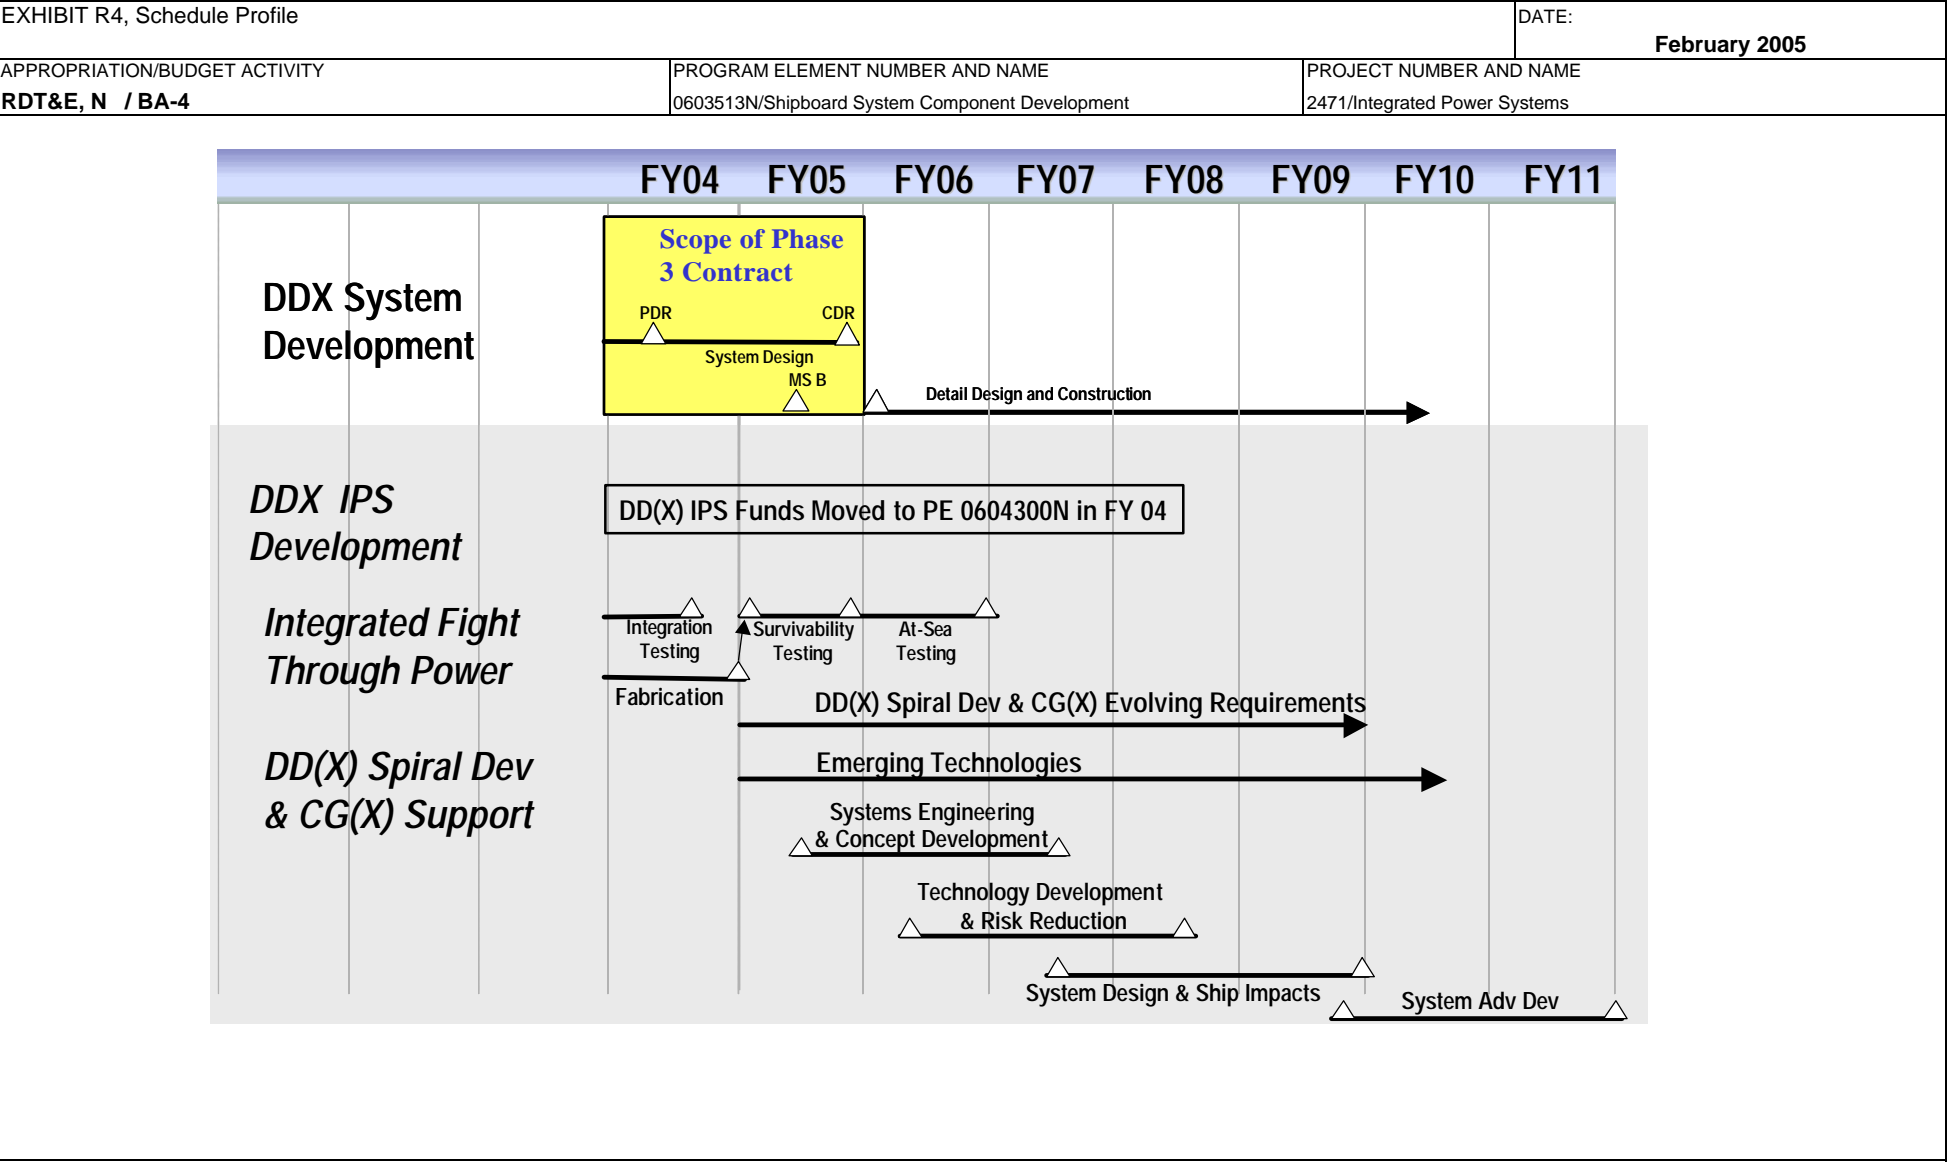 EXHIBIT R4, Schedule Profile
DATE:
February 2005
APPROPRIATION/BUDGET ACTIVITY
PROGRAM ELEMENT NUMBER AND NAME
PROJECT NUMBER AND NAME
RDT&E, N / BA-4
0603513N/Shipboard System Component Development
2471/Integrated Power Systems
FY04 FY05 FY06 FY07 FY08 FY09 FY10 FY11
DDX System
Development
Scope of Phase
3 Contract
PDR
CDR
System Design
MS B
Detail Design and Construction
DDX IPS
Development
DD(X) IPS Funds Moved to PE 0604300N in FY 04
Integrated Fight
Through Power
Integration
Testing
Survivability
Testing
At-Sea
Testing
Fabrication
DD(X) Spiral Dev
& CG(X) Support
DD(X) Spiral Dev & CG(X) Evolving Requirements
Emerging Technologies
Systems Engineering
& Concept Development
Technology Development
& Risk Reduction
System Design & Ship Impacts
System Adv Dev